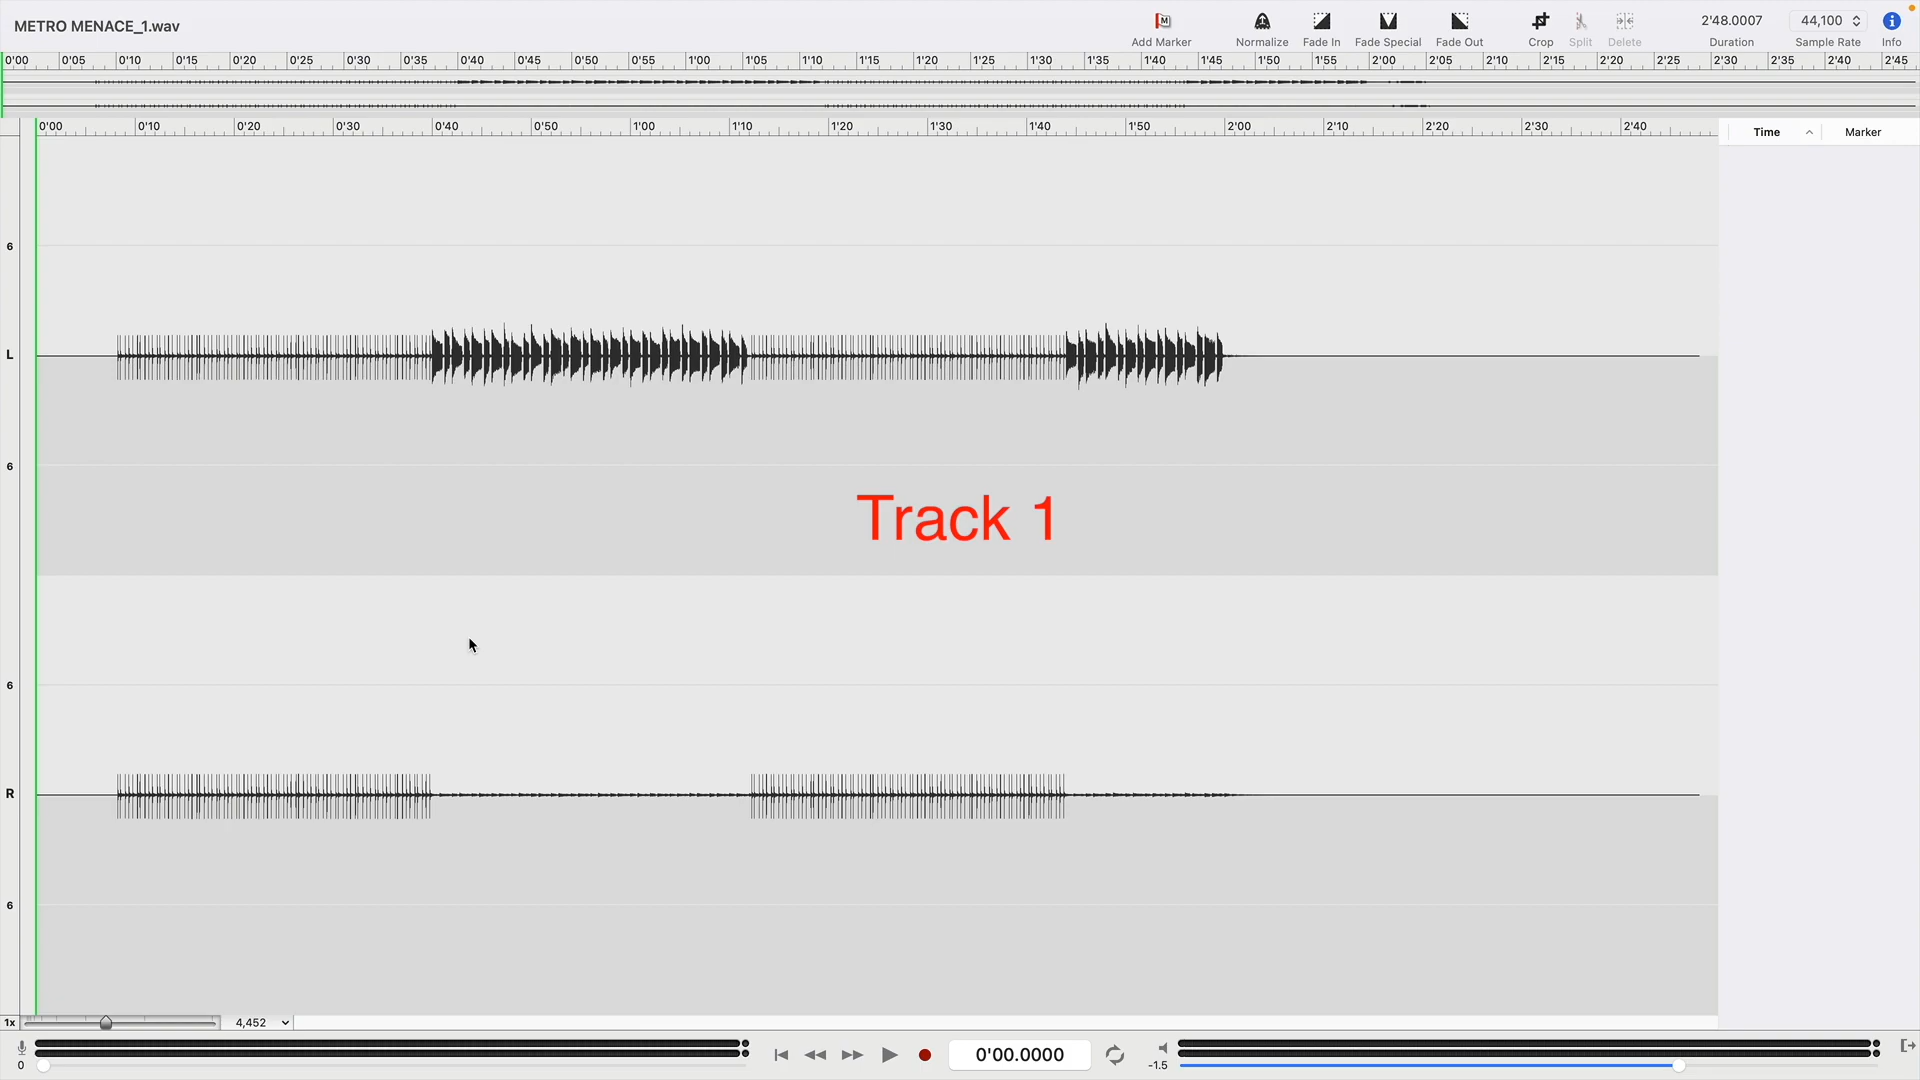 METRO MENACE_1.wav
Add Marker
Normalize
Fade In
Fade Special
Fade Out
Crop
Split
Delete
2'48.0007
Duration
44,100
Sample Rate
Info
0'00 0'05 0'10 0'15 0'20 0'25 0'30 0'35 0'40 0'45 0'50 0'55 1'00 1'05 1'10 1'15 1'20 1'25 1'30 1'35 1'40 1'45 1'50 1'55 2'00 2'05 2'10 2'15 2'20 2'25 2'30 2'35 2'40 2'45
0'00 0'10 0'20 0'30 0'40 0'50 1'00 1'10 1'20 1'30 1'40 1'50 2'00 2'10 2'20 2'30 2'40
Time Marker
6
L
6
Track 1
6
R
6
1x 4,452
0
0'00.0000
-1.5